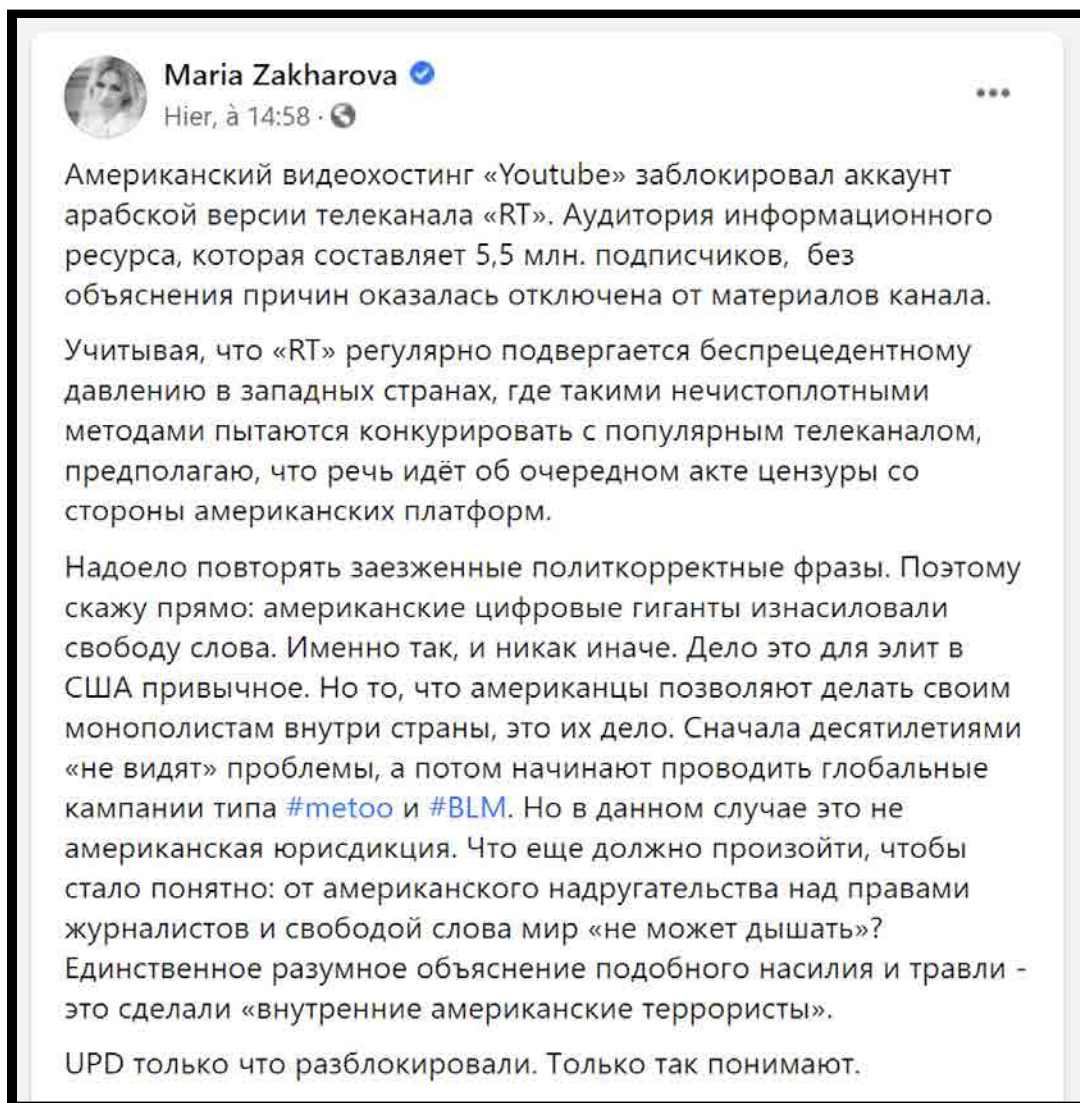 Maria Zakharova
Hier, à 14:58 ·
Американский видеохостинг «Youtube» заблокировал аккаунт
арабской версии телеканала «RT». Аудитория информационного
ресурса, которая составляет 5,5 млн. подписчиков,  без
объяснения причин оказалась отключена от материалов канала.
Учитывая, что «RT» регулярно подвергается беспрецедентному
давлению в западных странах, где такими нечистоплотными
методами пытаются конкурировать с популярным телеканалом,
предполагаю, что речь идёт об очередном акте цензуры со
стороны американских платформ.
Надоело повторять заезженные политкорректные фразы. Поэтому
скажу прямо: американские цифровые гиганты изнасиловали
свободу слова. Именно так, и никак иначе. Дело это для элит в
США привычное. Но то, что американцы позволяют делать своим
монополистам внутри страны, это их дело. Сначала десятилетиями
«не видят» проблемы, а потом начинают проводить глобальные
кампании типа #metoo и #BLM. Но в данном случае это не
американская юрисдикция. Что еще должно произойти, чтобы
стало понятно: от американского надругательства над правами
журналистов и свободой слова мир «не может дышать»?
Единственное разумное объяснение подобного насилия и травли -
это сделали «внутренние американские террористы».
UPD только что разблокировали. Только так понимают.